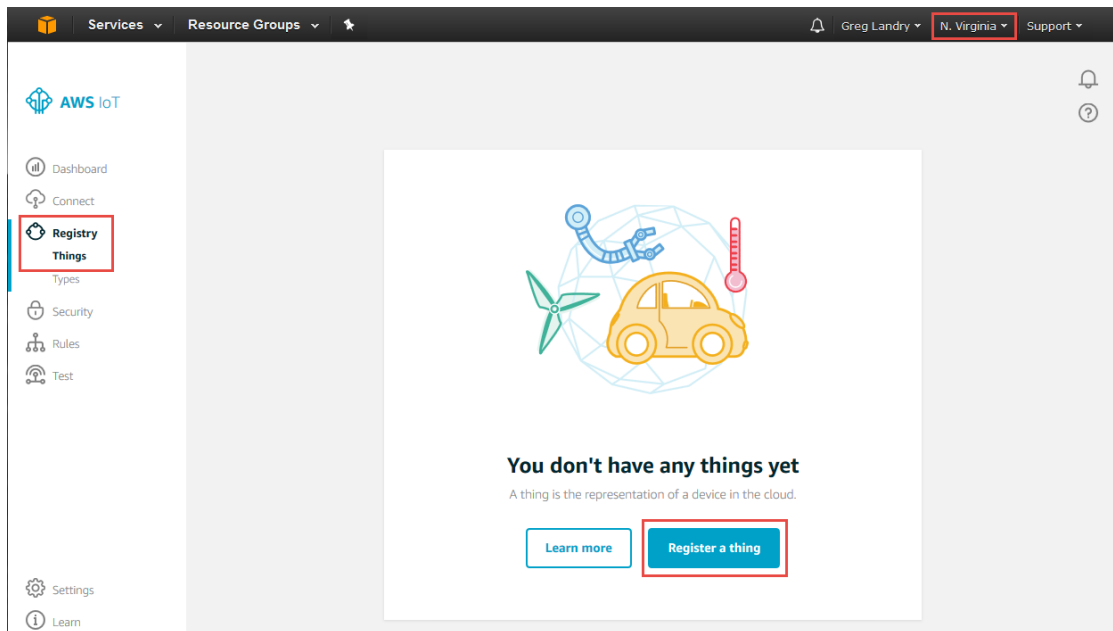 Services Resource Groups Greg Landry N. Virginia Support
AWS IoT
Dashboard
Connect
Registry
Things
Types
Security
Rules
Test
You don't have any things yet
A thing is the representation of a device in the cloud.
Learn more Register a thing
Settings
Learn